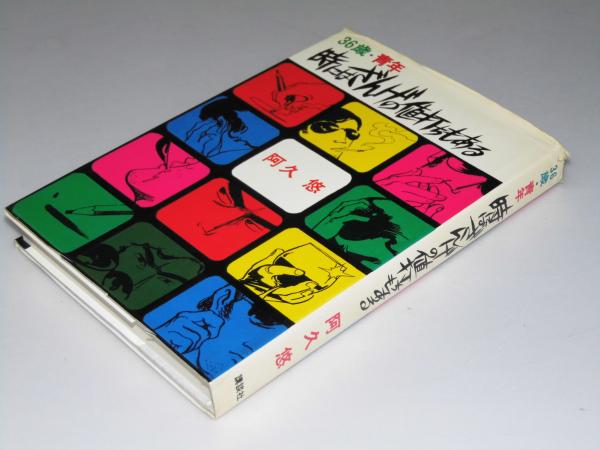 36歳・青年
時にはざんげの値打ちもある
阿久 悠
36歳・青年
時にはざんげの値打ちもある
阿久 悠
講談社